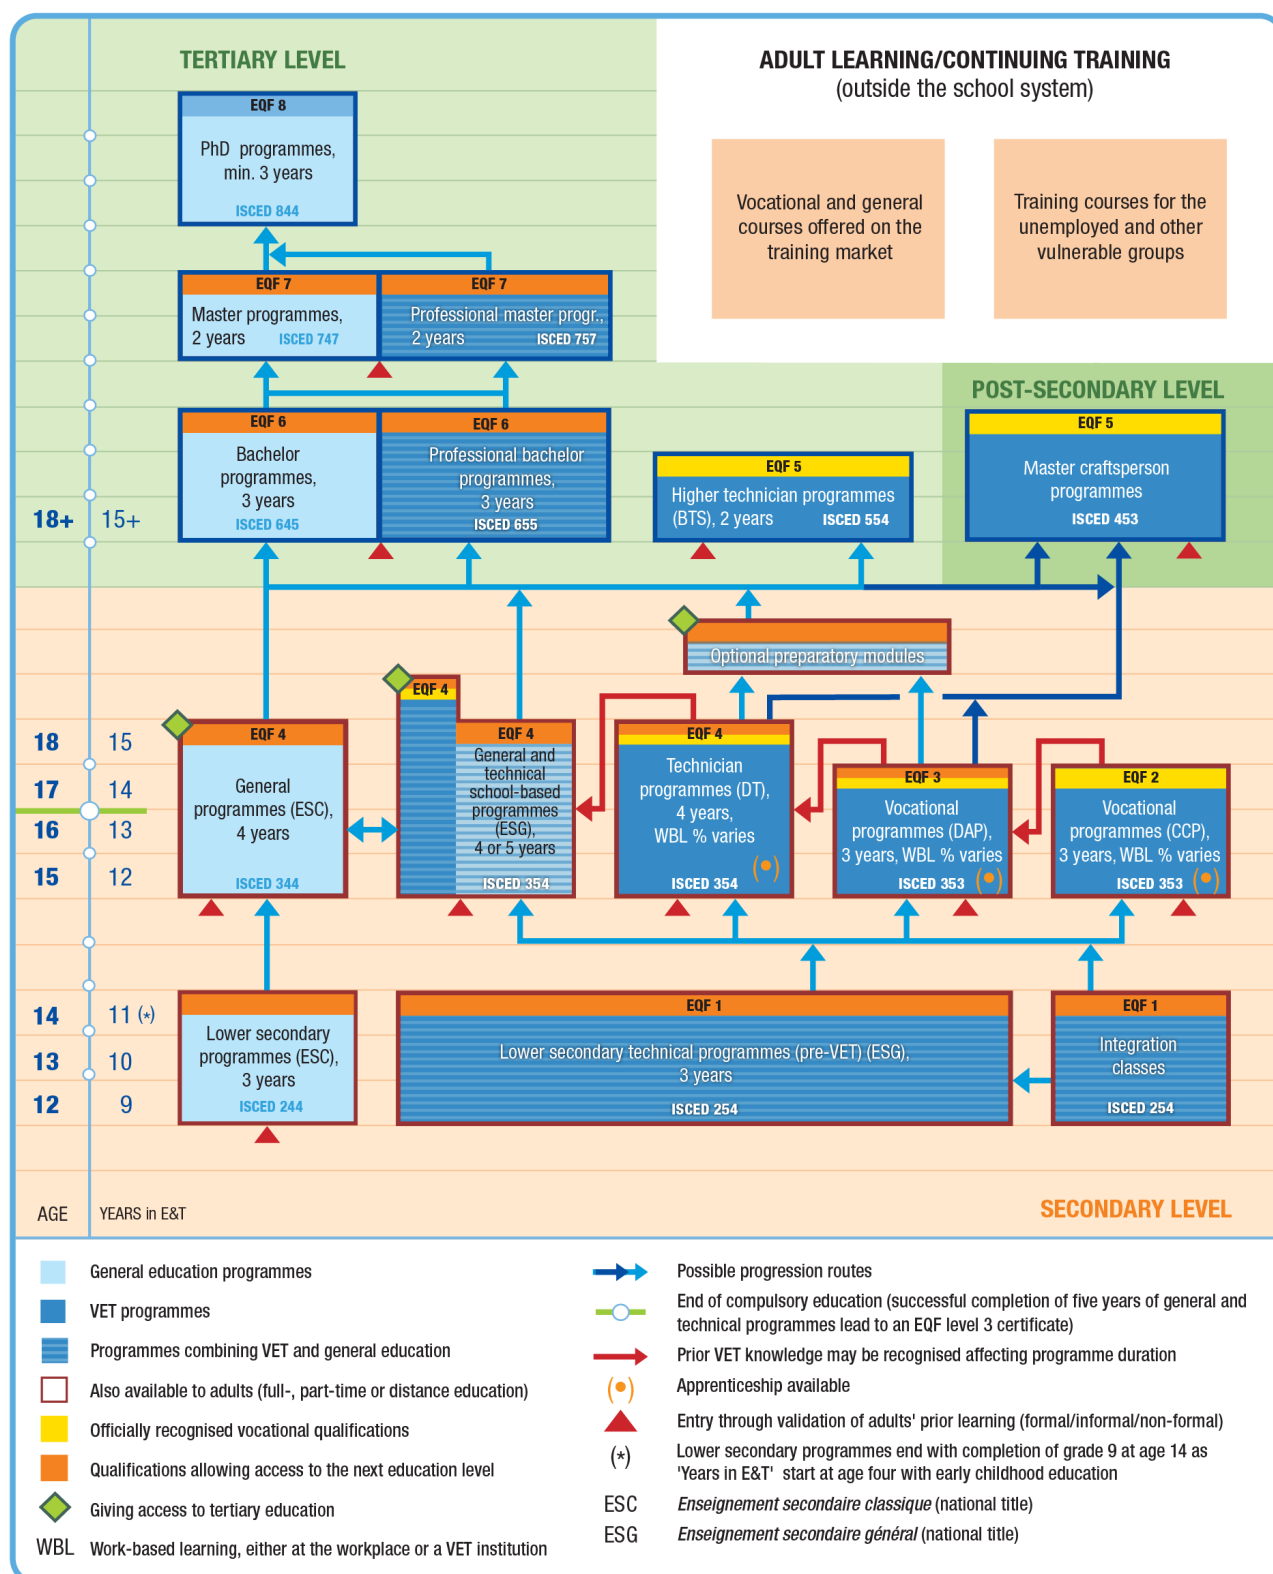 TERTIARY LEVEL
ADULT LEARNING/CONTINUING TRAINING
(outside the school system)
EQF 8
PhD programmes,
min. 3 years
ISCED 844
Vocational and general
courses offered on the
training market
Training courses for the
unemployed and other
vulnerable groups
EQF 7
Master programmes,
2 years ISCED 747
EQF 7
Professional master progr.,
2 years ISCED 757
POST-SECONDARY LEVEL
EQF 6
Bachelor
programmes,
3 years
ISCED 645
EQF 6
Professional bachelor
programmes,
3 years
ISCED 655
EQF 5
Higher technician programmes
(BTS), 2 years ISCED 554
EQF 5
Master craftsperson
programmes
ISCED 453
18+ 15+
Optional preparatory modules
18 15
17 14
16 13
15 12
EQF 4
General
programmes (ESC),
4 years
ISCED 344
EQF 4
EQF 4
General and
technical
school-based
programmes
(ESG),
4 or 5 years
ISCED 354
EQF 4
Technician
programmes (DT),
4 years,
WBL % varies
(•)
ISCED 354
EQF 3
Vocational
programmes (DAP),
3 years, WBL % varies
ISCED 353 (•)
EQF 2
Vocational
programmes (CCP),
3 years, WBL % varies
ISCED 353 (•)
14 11 (*)
13 10
12 9
Lower secondary
programmes (ESC),
3 years
ISCED 244
EQF 1
Lower secondary technical programmes (pre-VET) (ESG),
3 years
ISCED 254
EQF 1
Integration
classes
ISCED 254
AGE YEARS in E&T
SECONDARY LEVEL
General education programmes
VET programmes
Programmes combining VET and general education
Also available to adults (full-, part-time or distance education)
Officially recognised vocational qualifications
Qualifications allowing access to the next education level
Giving access to tertiary education
WBL Work-based learning, either at the workplace or a VET institution
Possible progression routes
End of compulsory education (successful completion of five years of general and
technical programmes lead to an EQF level 3 certificate)
Prior VET knowledge may be recognised affecting programme duration
(•) Apprenticeship available
Entry through validation of adults' prior learning (formal/informal/non-formal)
(*) Lower secondary programmes end with completion of grade 9 at age 14 as
'Years in E&T' start at age four with early childhood education
ESC Enseignement secondaire classique (national title)
ESG Enseignement secondaire général (national title)